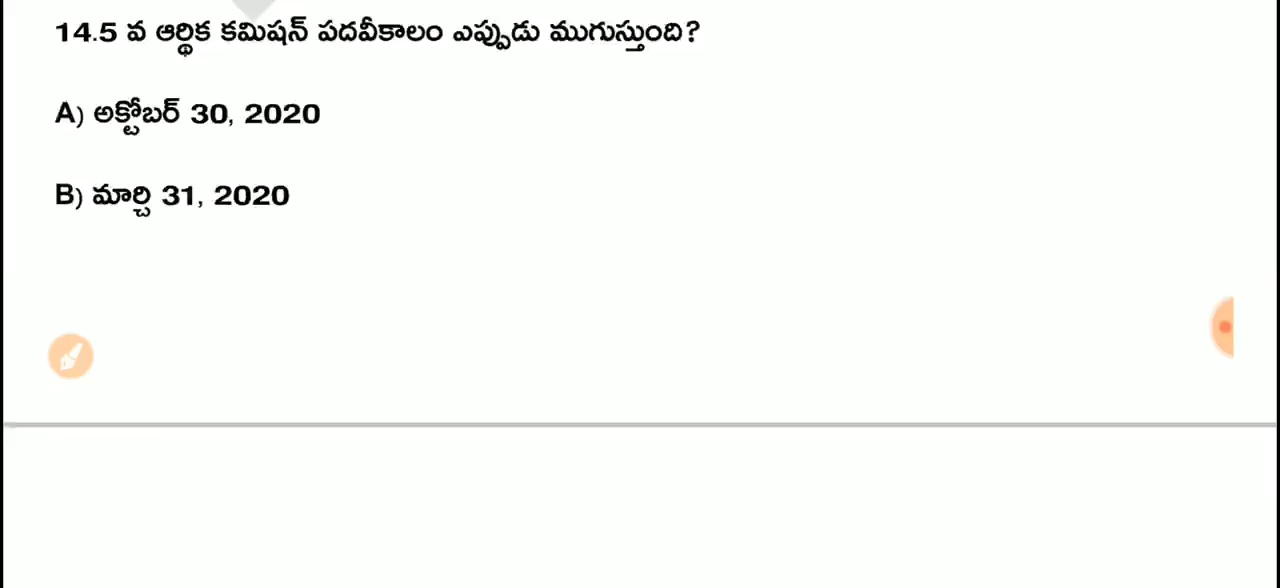 14.5 వ ఆర్థిక కమిషన్ పదవీకాలం ఎప్పుడు ముగుస్తుంది?
A) అక్టోబర్ 30, 2020
B) మార్చి 31, 2020